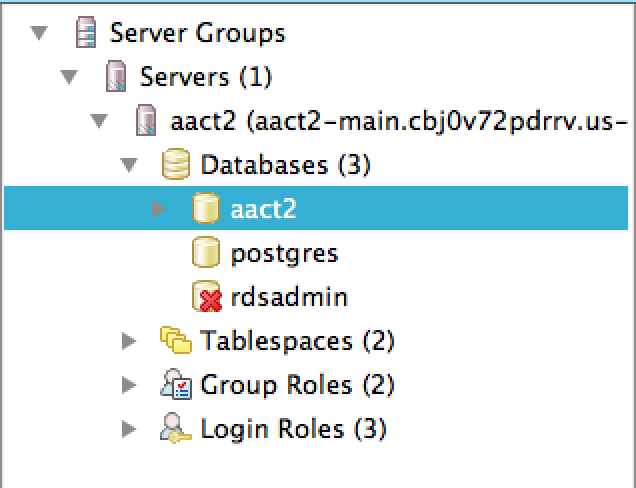 Server Groups
Servers (1)
aact2 (aact2-main.cbj0v72pdrrv.us-
Databases (3)
aact2
postgres
rdsadmin
Tablespaces (2)
Group Roles (2)
Login Roles (3)